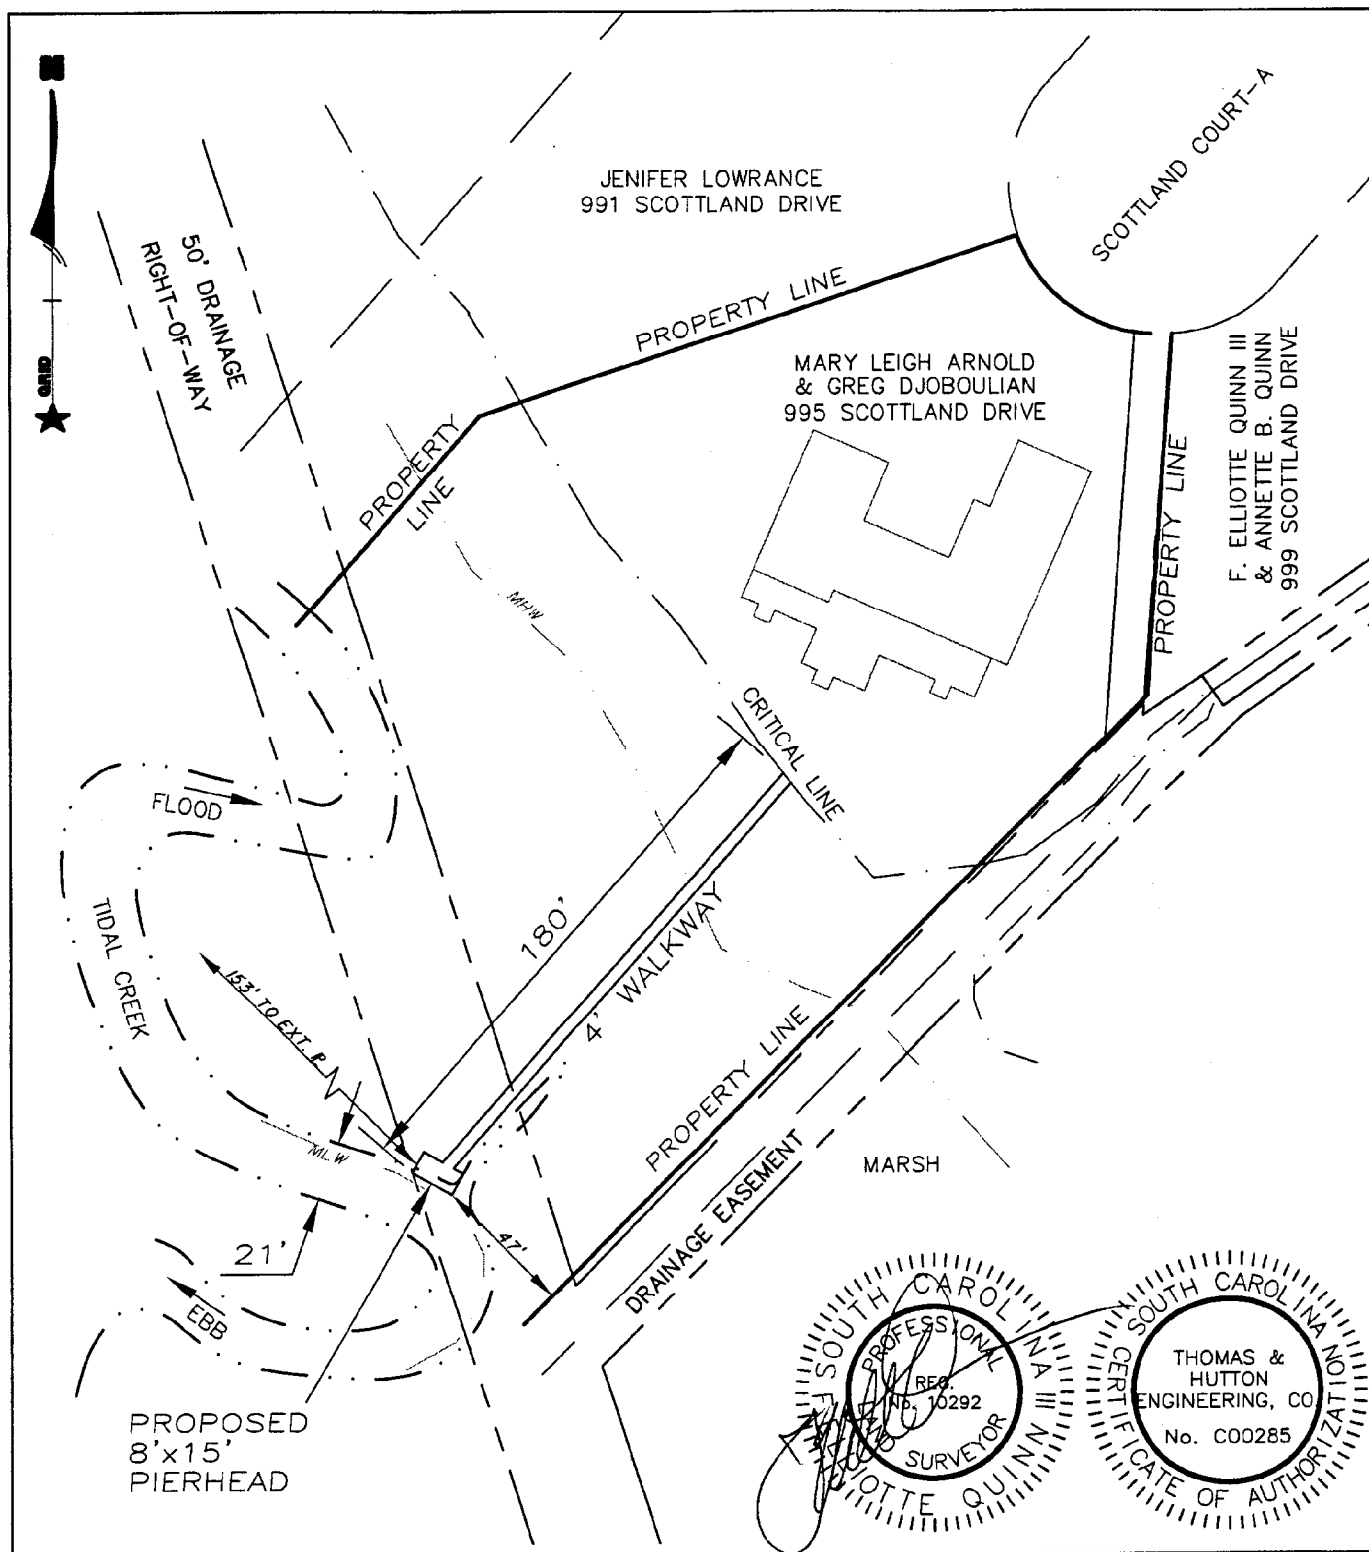 GRID
50' DRAINAGE
RIGHT-OF-WAY
JENIFER LOWRANCE
991 SCOTTLAND DRIVE
SCOTTLAND COURT-A
PROPERTY LINE
PROPERTY
LINE
MARY LEIGH ARNOLD
& GREG DJOBOULIAN
995 SCOTTLAND DRIVE
F. ELLIOTTE QUINN III
& ANNETTE B. QUINN
999 SCOTTLAND DRIVE
PROPERTY LINE
MHW
CRITICAL LINE
FLOOD
TIDAL CREEK
180'
4' WALKWAY
153' TO EXT. P
MLW
PROPERTY LINE
DRAINAGE EASEMENT
MARSH
21'
47'
EBB
PROPOSED
8'x15'
PIERHEAD
SOUTH CAROLINA
PROFESSIONAL
REG.
No. 10292
LAND SURVEYOR
F. ELLIOTTE QUINN III
SOUTH CAROLINA
THOMAS &
HUTTON
ENGINEERING, CO.
No. C00285
CERTIFICATE OF AUTHORIZATION